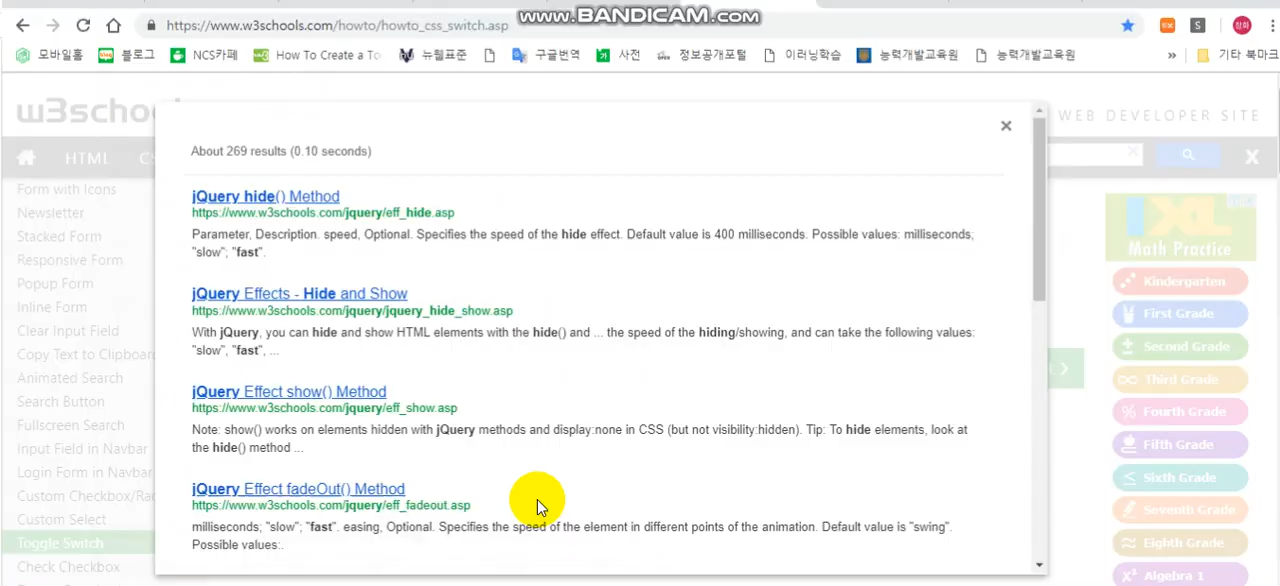 www.BANDICAM.com
https://www.w3schools.com/howto/howto_css_switch.asp
S
모바일홈 블로그 NCS카페 How To Create a To 뉴웰표준 구글번역 사전 정보공개포털 이러닝학습 능력개발교육원 능력개발교육원 » 기타 북마크
w3schoo WEB DEVELOPER SITE
HTML
Form with Icons
Newsletter
Stacked Form
Responsive Form
Popup Form
Inline Form
Clear Input Field
Copy Text to Clipboard
Animated Search
Search Button
Fullscreen Search
Input Field in Navbar
Login Form in Navbar
Custom Checkbox/Rad
Custom Select
Toggle Switch
Check Checkbox
About 269 results (0.10 seconds)
jQuery hide() Method
https://www.w3schools.com/jquery/eff_hide.asp
Parameter, Description. speed, Optional. Specifies the speed of the hide effect. Default value is 400 milliseconds. Possible values: milliseconds;
"slow"; "fast".
jQuery Effects - Hide and Show
https://www.w3schools.com/jquery/jquery_hide_show.asp
With jQuery, you can hide and show HTML elements with the hide() and ... the speed of the hiding/showing, and can take the following values:
"slow", "fast", ...
jQuery Effect show() Method
https://www.w3schools.com/jquery/eff_show.asp
Note: show() works on elements hidden with jQuery methods and display:none in CSS (but not visibility:hidden). Tip: To hide elements, look at
the hide() method ...
jQuery Effect fadeOut() Method
https://www.w3schools.com/jquery/eff_fadeout.asp
milliseconds; "slow"; "fast". easing, Optional. Specifies the speed of the element in different points of the animation. Default value is "swing".
Possible values:.
IXL
Math Practice
Kindergarten
First Grade
Second Grade
Third Grade
Fourth Grade
Fifth Grade
Sixth Grade
Seventh Grade
Eighth Grade
Algebra 1